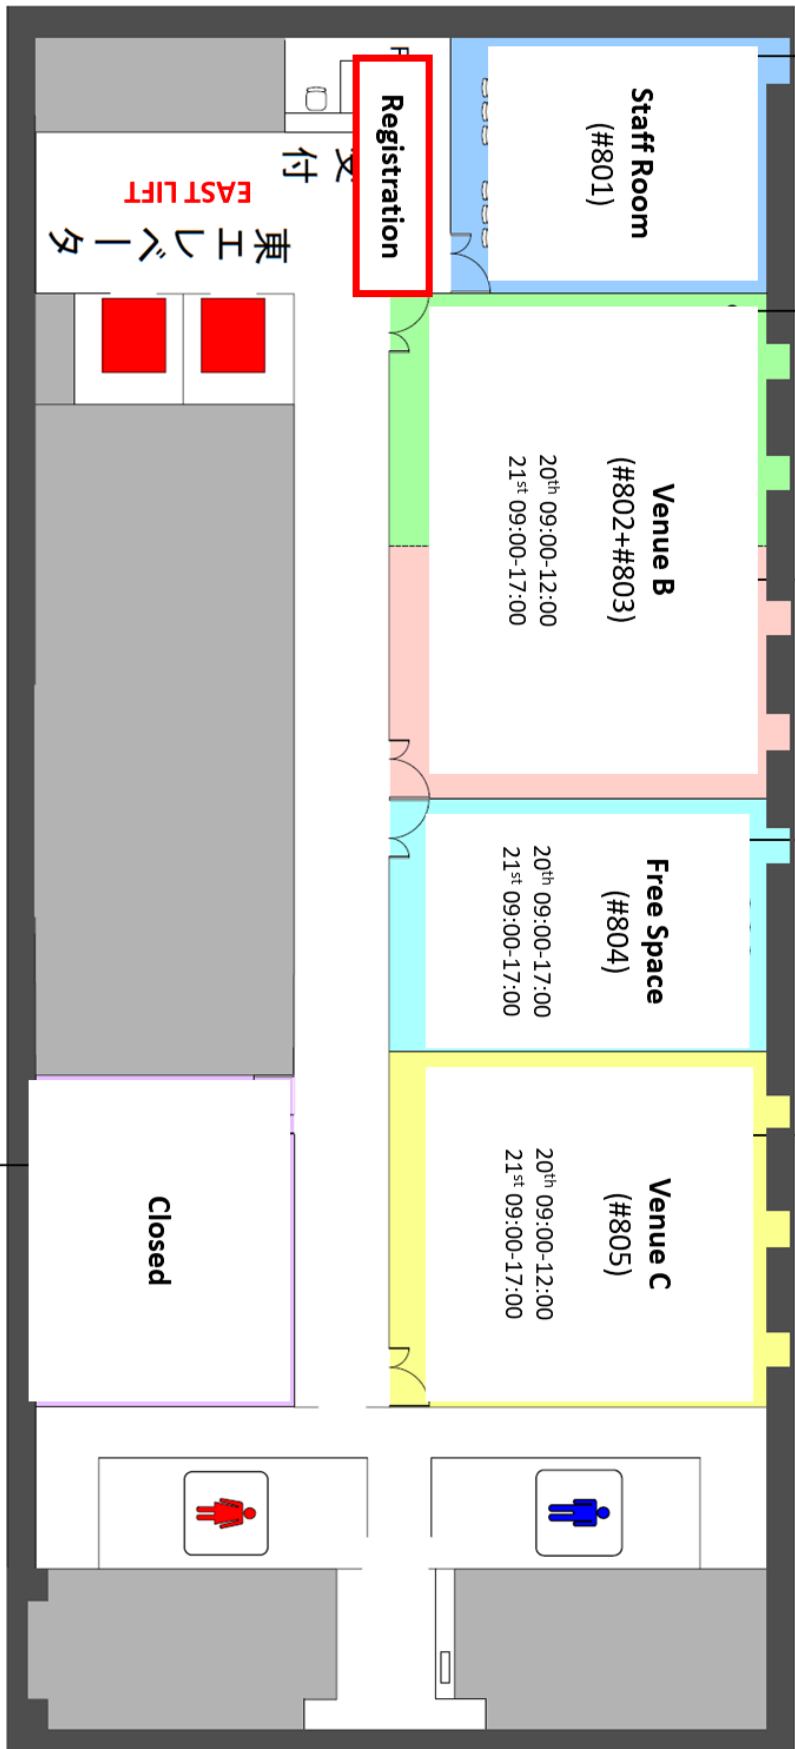 Staff Room
(#801)
Registration
受
付
EAST LIFT
東エレベー
タ
Venue B
(#802+#803)
20th 09:00-12:00
21st 09:00-17:00
Free Space
(#804)
20th 09:00-17:00
21st 09:00-17:00
Venue C
(#805)
20th 09:00-12:00
21st 09:00-17:00
Closed